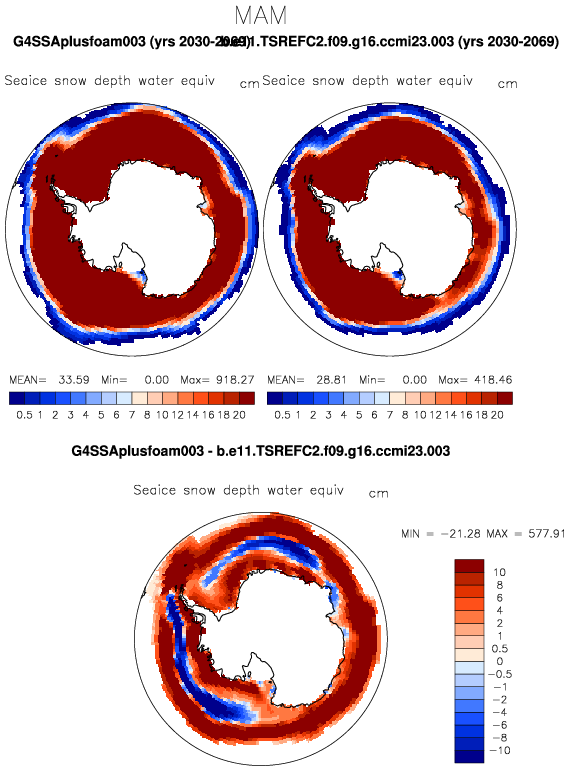 MAM
G4SSAplusfoam003 (yrs 2030-2069) b.e11.TSREFC2.f09.g16.ccmi23.003 (yrs 2030-2069)
Seaice snow depth water equiv cm Seaice snow depth water equiv cm
MEAN= 33.59 Min= 0.00 Max= 918.27 MEAN= 28.81 Min= 0.00 Max= 418.46
0.5 1 2 3 4 5 6 7 8 10 12 14 16 18 20 0.5 1 2 3 4 5 6 7 8 10 12 14 16 18 20
G4SSAplusfoam003 - b.e11.TSREFC2.f09.g16.ccmi23.003
Seaice snow depth water equiv cm
MIN = -21.28 MAX = 577.91
10
8
6
4
2
1
0.5
0
-0.5
-1
-2
-4
-6
-8
-10